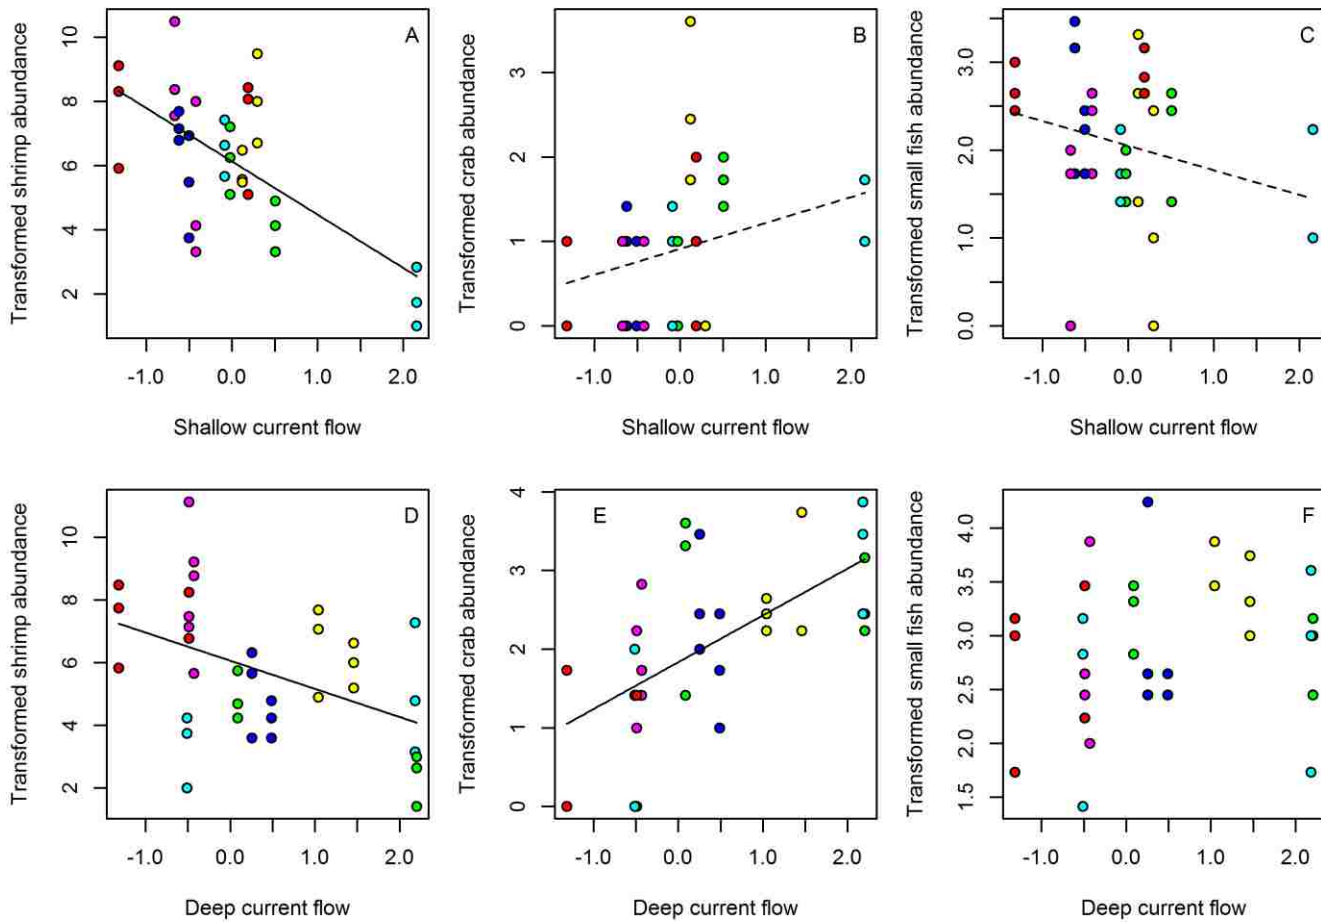 A
Transformed shrimp abundance
10
8
6
4
2
-1.0 0.0 1.0 2.0
Shallow current flow
B
Transformed crab abundance
3
2
1
0
-1.0 0.0 1.0 2.0
Shallow current flow
C
Transformed small fish abundance
3.0
2.0
1.0
0.0
-1.0 0.0 1.0 2.0
Shallow current flow
D
Transformed shrimp abundance
10
8
6
4
2
-1.0 0.0 1.0 2.0
Deep current flow
E
Transformed crab abundance
4
3
2
1
0
-1.0 0.0 1.0 2.0
Deep current flow
F
Transformed small fish abundance
4.0
3.5
3.0
2.5
2.0
1.5
-1.0 0.0 1.0 2.0
Deep current flow